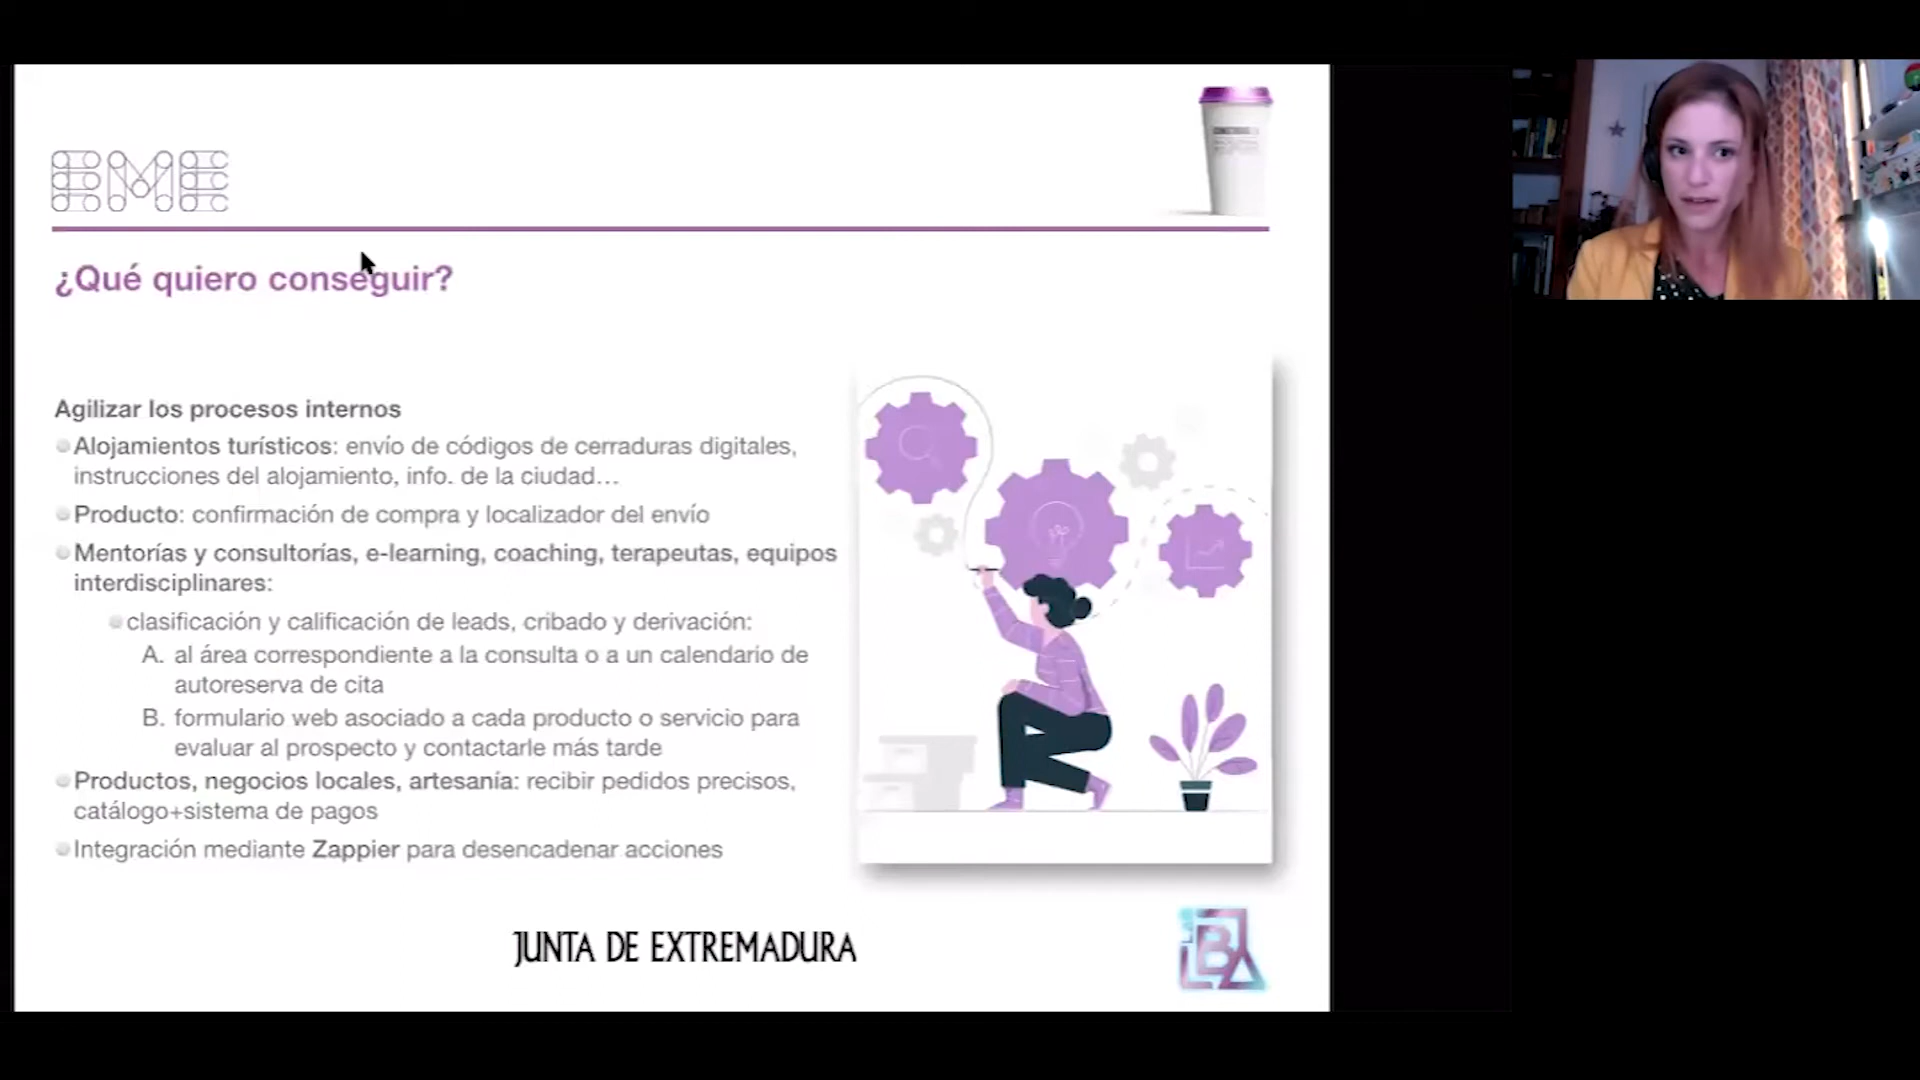 EME
¿Qué quiero conseguir?
Agilizar los procesos internos
Alojamientos turísticos: envío de códigos de cerraduras digitales,
instrucciones del alojamiento, info. de la ciudad...
Producto: confirmación de compra y localizador del envío
Mentorías y consultorías, e-learning, coaching, terapeutas, equipos
interdisciplinares:
clasificación y calificación de leads, cribado y derivación:
A. al área correspondiente a la consulta o a un calendario de
autoreserva de cita
B. formulario web asociado a cada producto o servicio para
evaluar al prospecto y contactarle más tarde
Productos, negocios locales, artesanía: recibir pedidos precisos,
catálogo+sistema de pagos
Integración mediante Zappier para desencadenar acciones
JUNTA DE EXTREMADURA